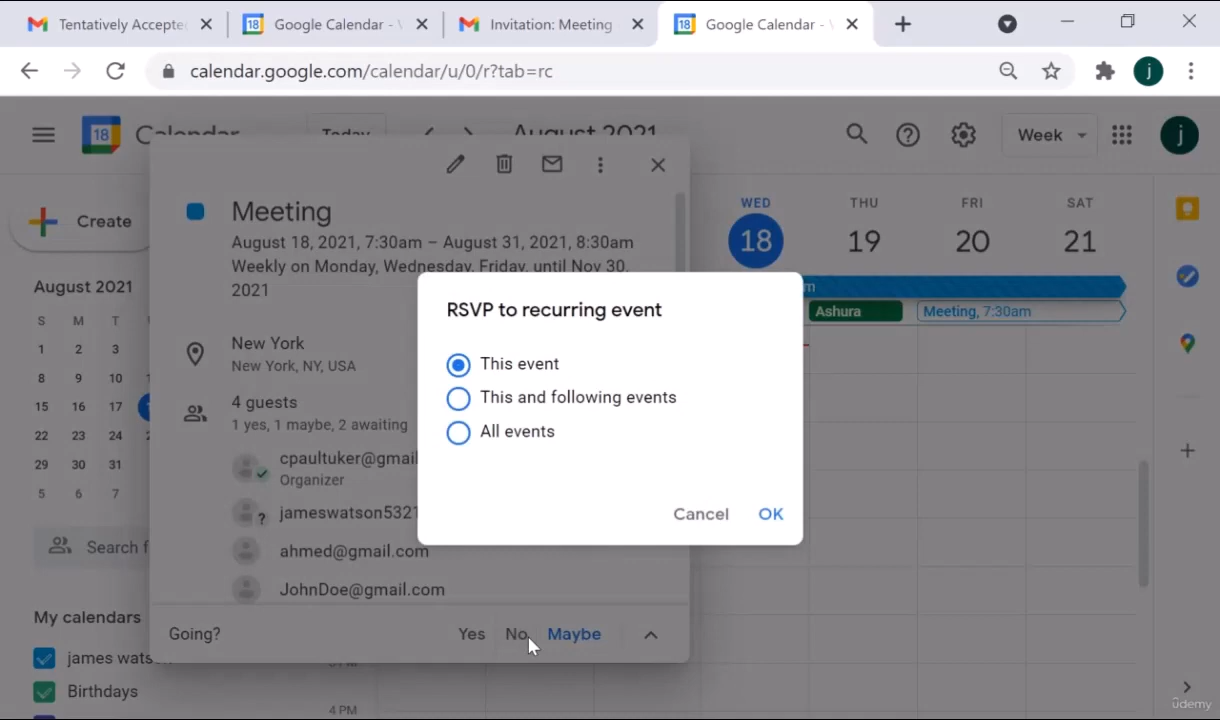 Tentatively Accepte
Google Calendar -
Invitation: Meeting
Google Calendar -
calendar.google.com/calendar/u/0/r?tab=rc
j
18
Calendar
Today
August 2021
Week
j
Create
Meeting
August 18, 2021, 7:30am – August 31, 2021, 8:30am
Weekly on Monday, Wednesday, Friday, until Nov 30,
2021
WED
THU
FRI
SAT
18
19
20
21
m
Ashura
Meeting, 7:30am
August 2021
S M T
1 2 3
8 9 10 1
15 16 17
22 23 24 2
29 30 31
5 6 7
New York
New York, NY, USA
4 guests
1 yes, 1 maybe, 2 awaiting
cpaultuker@gmail
Organizer
jameswatson5321
ahmed@gmail.com
JohnDoe@gmail.com
RSVP to recurring event
This event
This and following events
All events
Cancel
OK
Search f
My calendars
james wats
Birthdays
Going?
Yes
No
Maybe
4 PM
ûdemy